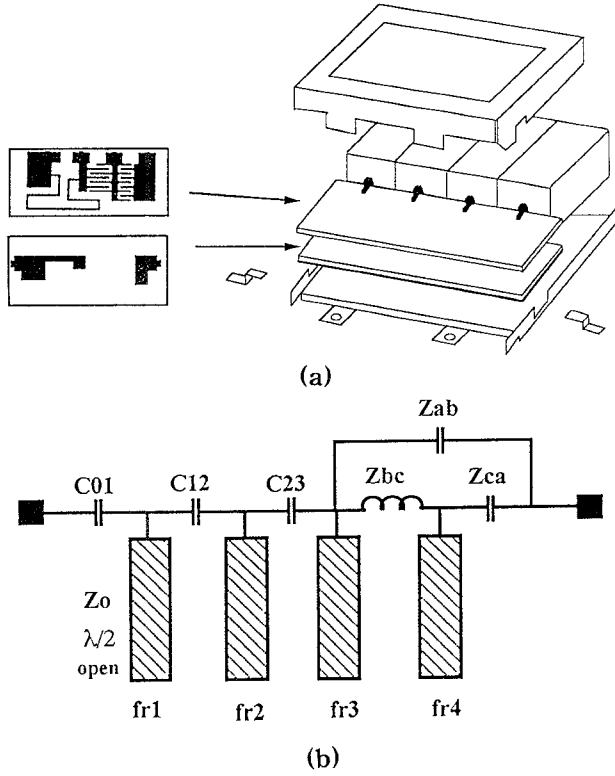 (a)
Zab
C01
C12
C23
Zbc
Zca
Zo
λ/2
open
fr1
fr2
fr3
fr4
(b)